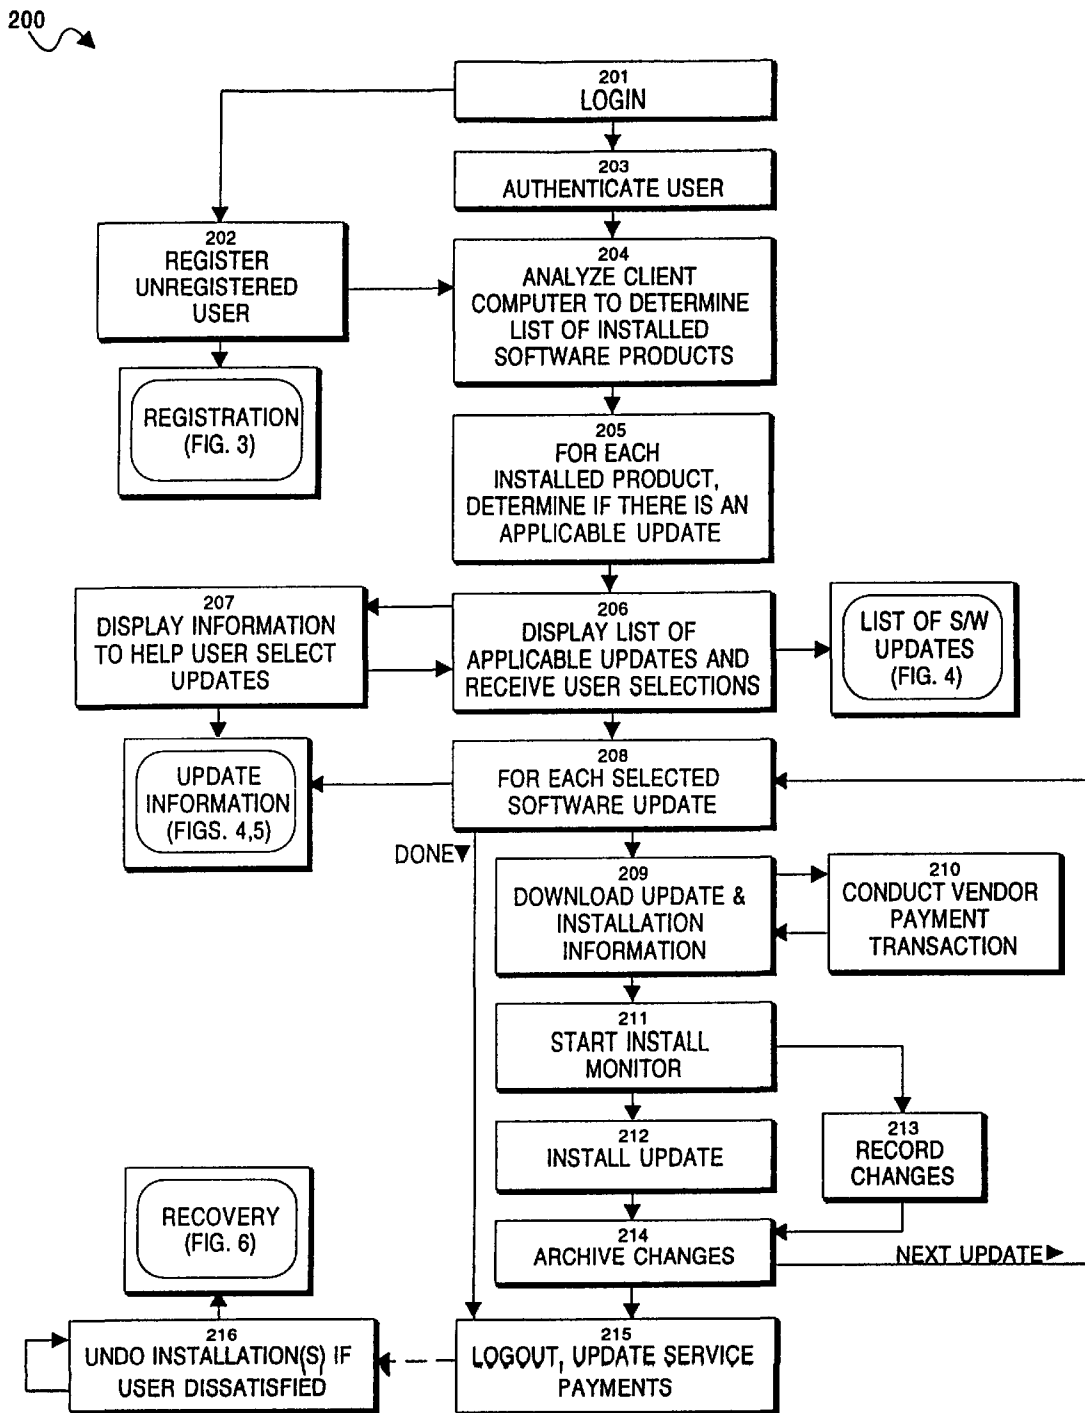 200
201
LOGIN
203
AUTHENTICATE USER
202
REGISTER
UNREGISTERED
USER
204
ANALYZE CLIENT
COMPUTER TO DETERMINE
LIST OF INSTALLED
SOFTWARE PRODUCTS
REGISTRATION
(FIG. 3)
205
FOR EACH
INSTALLED PRODUCT,
DETERMINE IF THERE IS AN
APPLICABLE UPDATE
207
DISPLAY INFORMATION
TO HELP USER SELECT
UPDATES
206
DISPLAY LIST OF
APPLICABLE UPDATES AND
RECEIVE USER SELECTIONS
LIST OF S/W
UPDATES
(FIG. 4)
UPDATE
INFORMATION
(FIGS. 4,5)
208
FOR EACH SELECTED
SOFTWARE UPDATE
DONE
209
DOWNLOAD UPDATE &
INSTALLATION
INFORMATION
210
CONDUCT VENDOR
PAYMENT
TRANSACTION
211
START INSTALL
MONITOR
212
INSTALL UPDATE
213
RECORD
CHANGES
RECOVERY
(FIG. 6)
214
ARCHIVE CHANGES
NEXT UPDATE
216
UNDO INSTALLATION(S) IF
USER DISSATISFIED
215
LOGOUT, UPDATE SERVICE
PAYMENTS